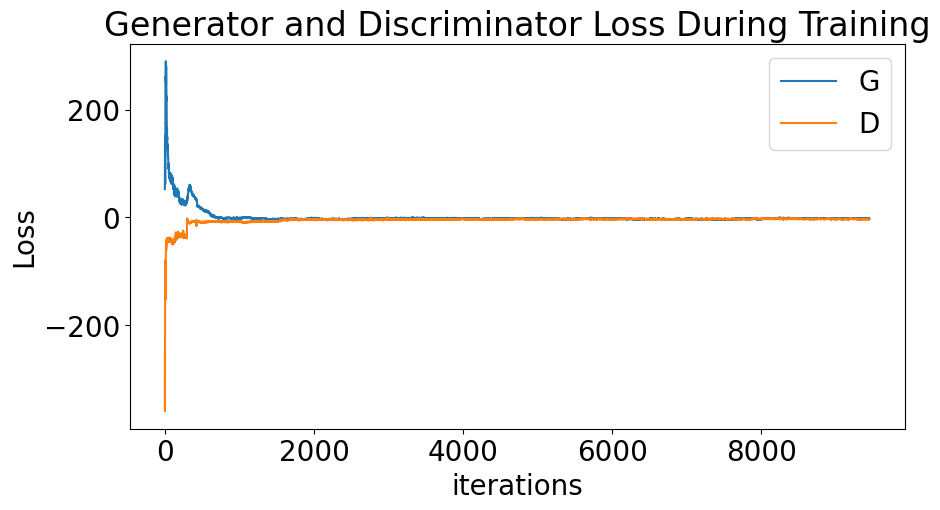 Generator and Discriminator Loss During Training
G
D
200
0
−200
Loss
0 2000 4000 6000 8000
iterations